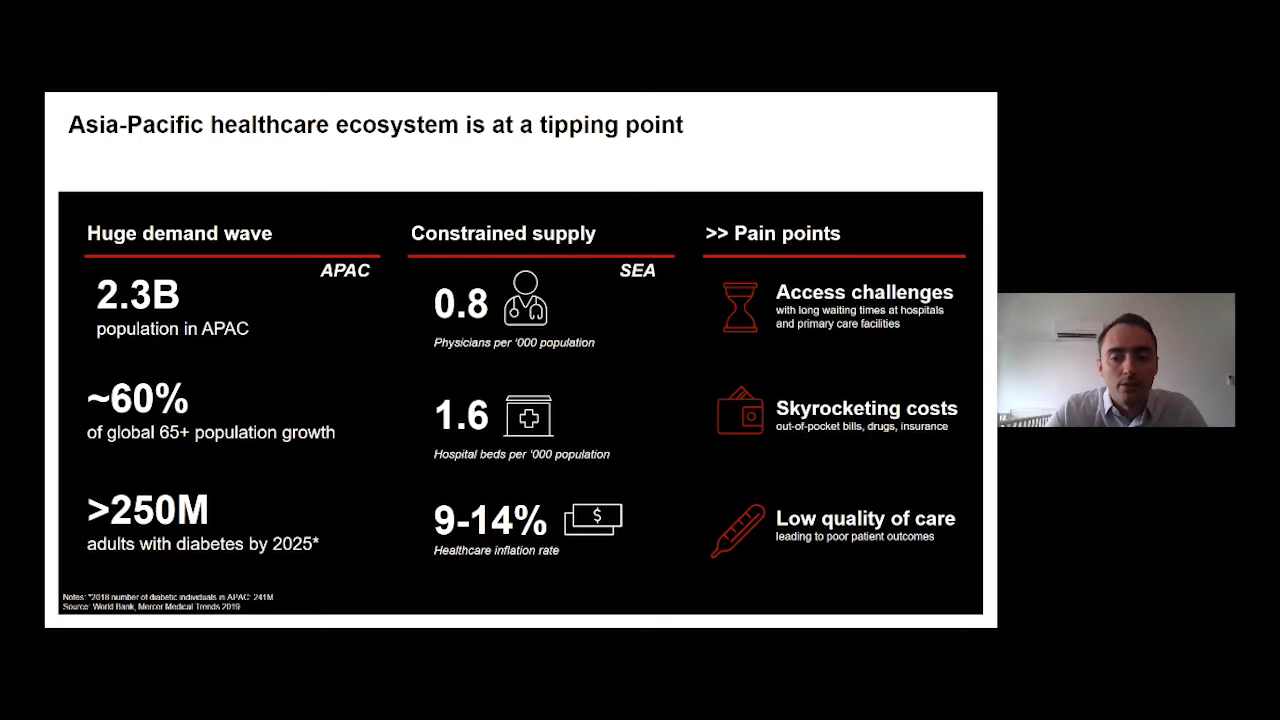 Asia-Pacific healthcare ecosystem is at a tipping point
Huge demand wave
APAC
2.3B
population in APAC
~60%
of global 65+ population growth
>250M
adults with diabetes by 2025*
Constrained supply
SEA
0.8
Physicians per '000 population
1.6
Hospital beds per '000 population
9-14%
$
Healthcare inflation rate
>> Pain points
Access challenges
with long waiting times at hospitals
and primary care facilities
Skyrocketing costs
out-of-pocket bills, drugs, insurance
Low quality of care
leading to poor patient outcomes
Notes: *2018 number of diabetic individuals in APAC: 241M
Source: World Bank, Mercer Medical Trends 2019